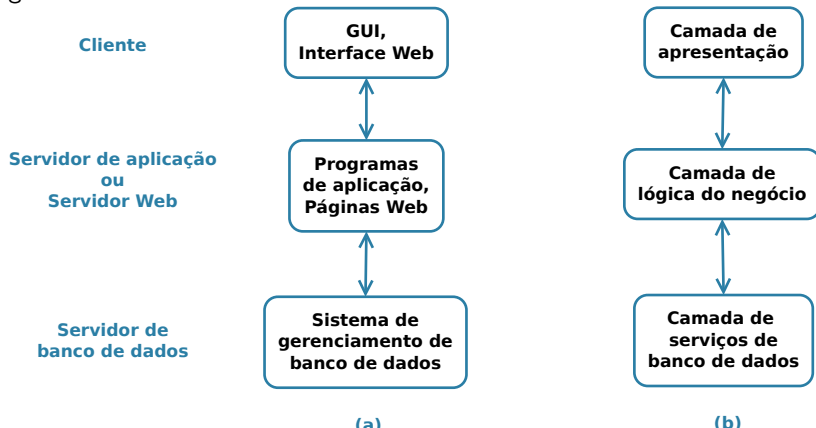 Cliente
GUI,
Interface Web
Camada de
apresentação
Servidor de aplicação
ou
Servidor Web
Programas
de aplicação,
Páginas Web
Camada de
lógica do negócio
Servidor de
banco de dados
Sistema de
gerenciamento de
banco de dados
Camada de
serviços de
banco de dados
(a)
(b)